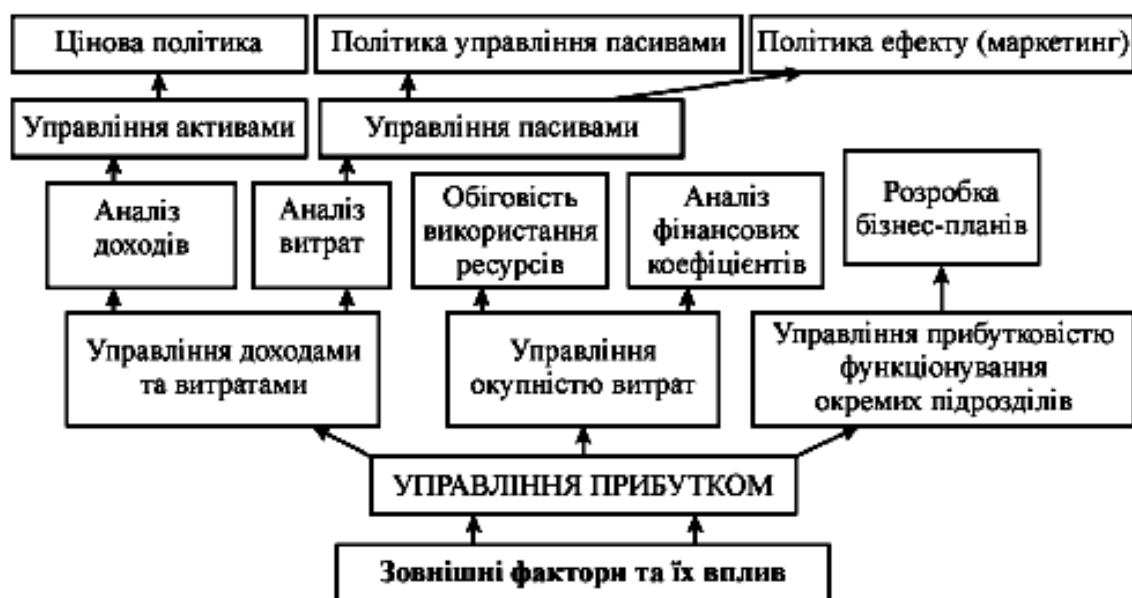 Цінова політика
Політика управління пасивами
Політика ефекту (маркетинг)
Управління активами
Управління пасивами
Аналіз
доходів
Аналіз
витрат
Обіговість
використання
ресурсів
Аналіз
фінансових
коефіцієнтів
Розробка
бізнес-планів
Управління доходами
та витратами
Управління
окупністю витрат
Управління прибутковістю
функціонування
окремих підрозділів
УПРАВЛІННЯ ПРИБУТКОМ
Зовнішні фактори та їх вплив